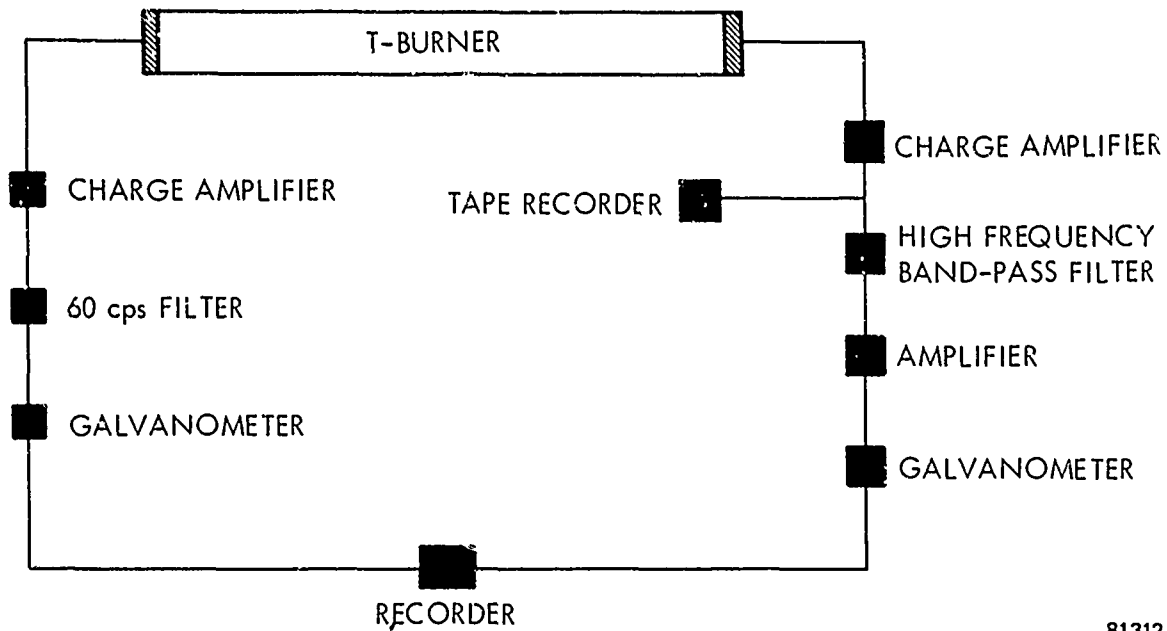 T-BURNER
CHARGE AMPLIFIER
CHARGE AMPLIFIER
TAPE RECORDER
HIGH FREQUENCY
BAND-PASS FILTER
60 cps FILTER
AMPLIFIER
GALVANOMETER
GALVANOMETER
RECORDER
81212